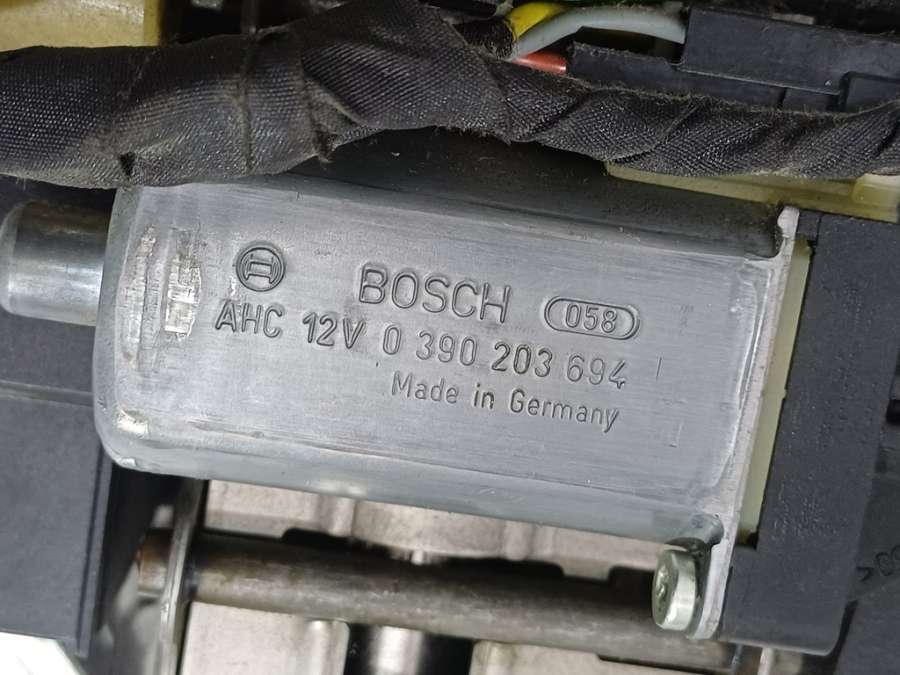 BOSCH 058
AHC 12V 0 390 203 694
Made in Germany